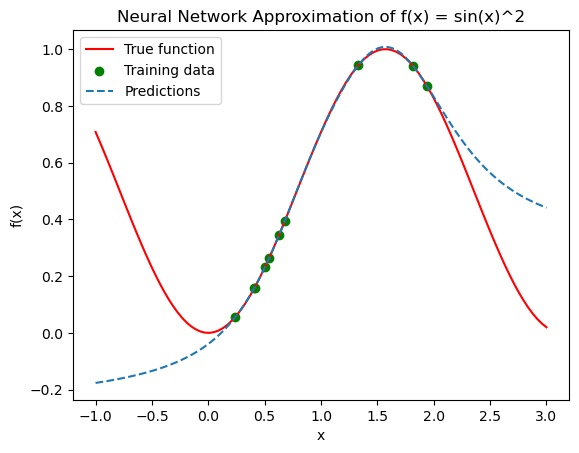 Neural Network Approximation of f(x) = sin(x)^2
True function
Training data
Predictions
f(x)
1.0
0.8
0.6
0.4
0.2
0.0
−0.2
−1.0 −0.5 0.0 0.5 1.0 1.5 2.0 2.5 3.0
x